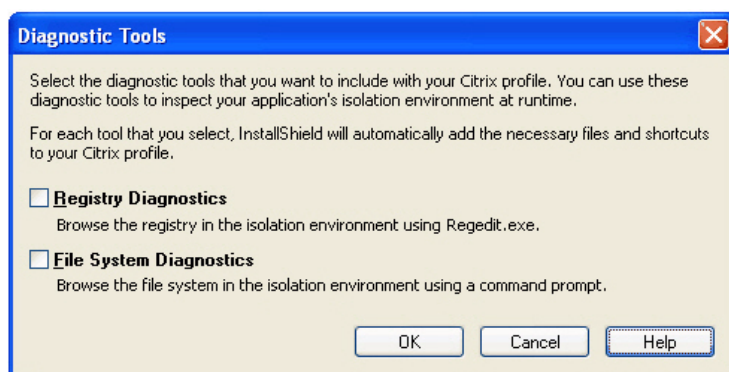 Diagnostic Tools
Select the diagnostic tools that you want to include with your Citrix profile. You can use these
diagnostic tools to inspect your application's isolation environment at runtime.
For each tool that you select, InstallShield will automatically add the necessary files and shortcuts
to your Citrix profile.
Registry Diagnostics
Browse the registry in the isolation environment using Regedit.exe.
File System Diagnostics
Browse the file system in the isolation environment using a command prompt.
OK Cancel Help